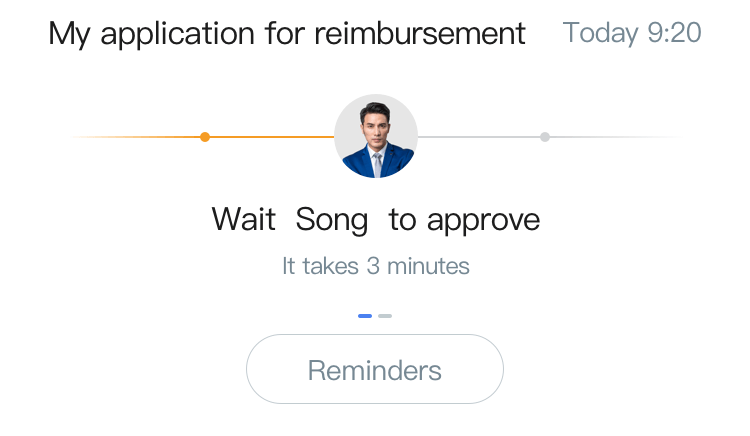 My application for reimbursement Today 9:20
Wait Song to approve
It takes 3 minutes
Reminders